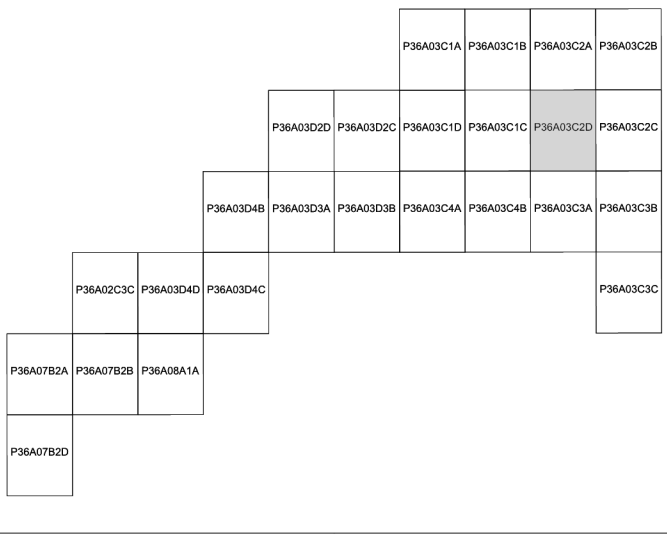 P36A03C1A P36A03C1B P36A03C2A P36A03C2B
P36A03D2D P36A03D2C P36A03C1D P36A03C1C P36A03C2D P36A03C2C
P36A03D4B P36A03D3A P36A03D3B P36A03C4A P36A03C4B P36A03C3A P36A03C3B
P36A02C3C P36A03D4D P36A03D4C P36A03C3C
P36A07B2A P36A07B2B P36A08A1A
P36A07B2D